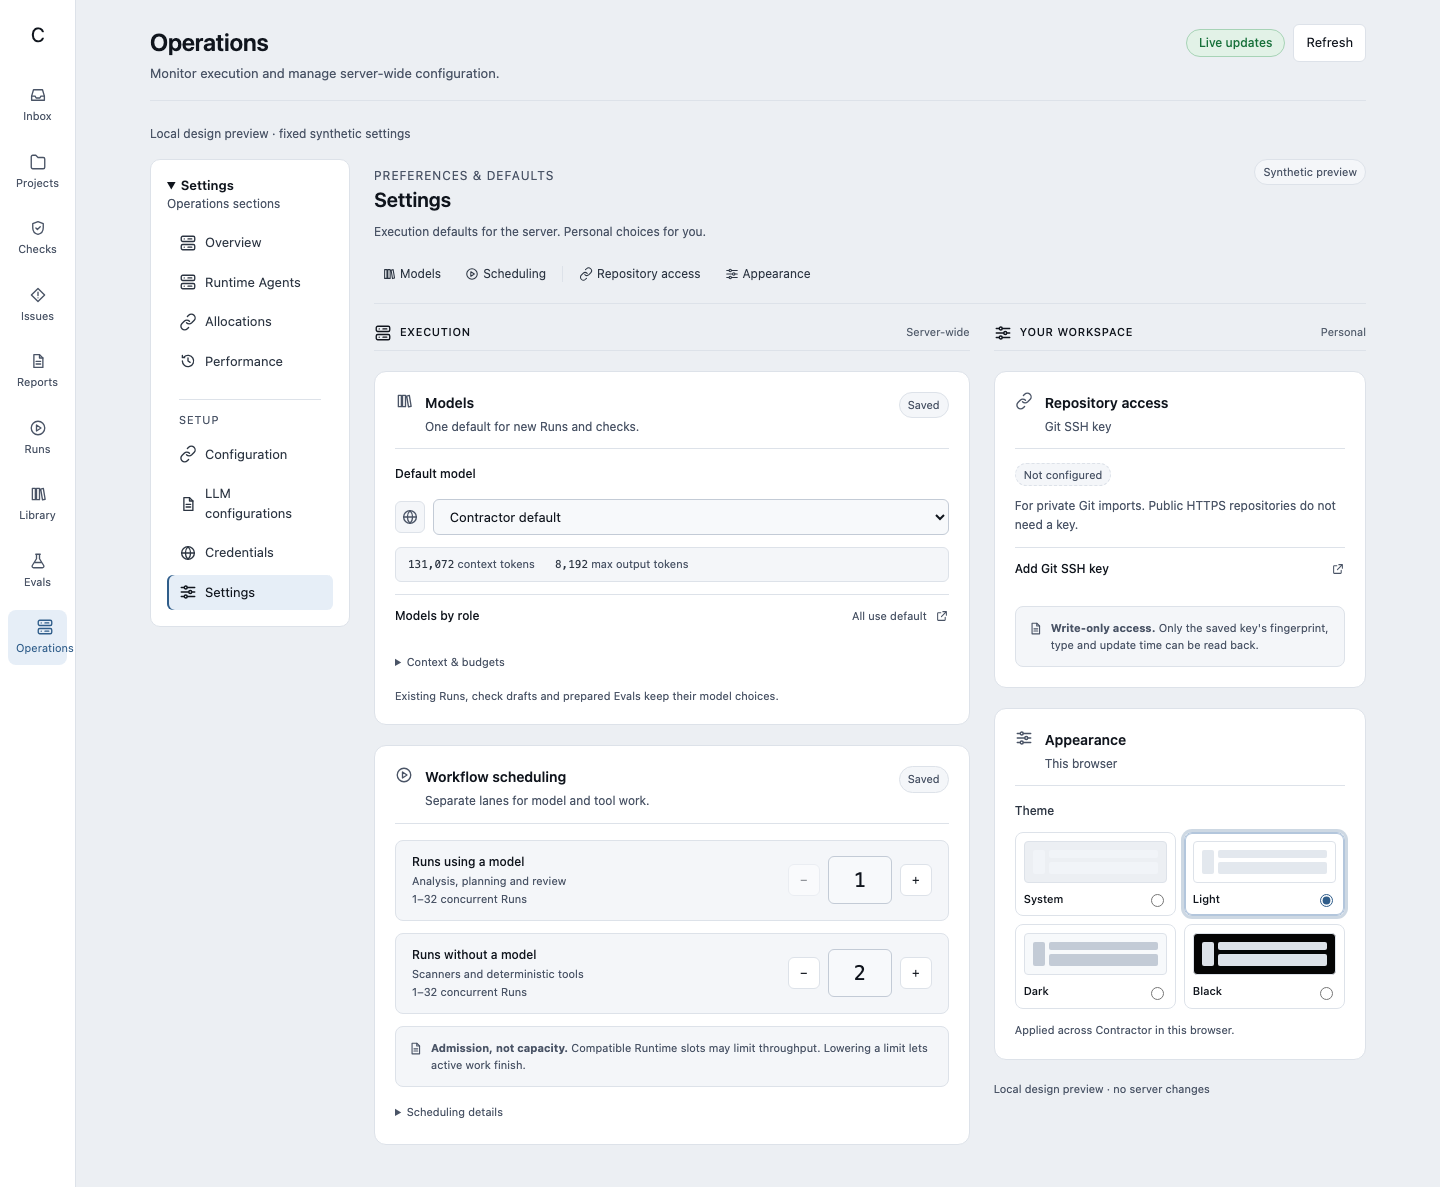 C
Inbox
Projects
Checks
Issues
Reports
Runs
Library
Evals
Operations
Operations
Monitor execution and manage server-wide configuration.
Live updates
Refresh
Local design preview · fixed synthetic settings
Settings
Operations sections
Overview
Runtime Agents
Allocations
Performance
SETUP
Configuration
LLM
configurations
Credentials
Settings
PREFERENCES & DEFAULTS
Settings
Execution defaults for the server. Personal choices for you.
Synthetic preview
Models
Scheduling
Repository access
Appearance
EXECUTION
Server-wide
Models
One default for new Runs and checks.
Saved
Default model
Contractor default
131,072 context tokens 8,192 max output tokens
Models by role
All use default
Context & budgets
Existing Runs, check drafts and prepared Evals keep their model choices.
Workflow scheduling
Separate lanes for model and tool work.
Saved
Runs using a model
Analysis, planning and review
1–32 concurrent Runs
− 1 +
Runs without a model
Scanners and deterministic tools
1–32 concurrent Runs
− 2 +
Admission, not capacity. Compatible Runtime slots may limit throughput. Lowering a limit lets
active work finish.
Scheduling details
YOUR WORKSPACE
Personal
Repository access
Git SSH key
Not configured
For private Git imports. Public HTTPS repositories do not
need a key.
Add Git SSH key
Write-only access. Only the saved key's fingerprint,
type and update time can be read back.
Appearance
This browser
Theme
System
Light
Dark
Black
Applied across Contractor in this browser.
Local design preview · no server changes